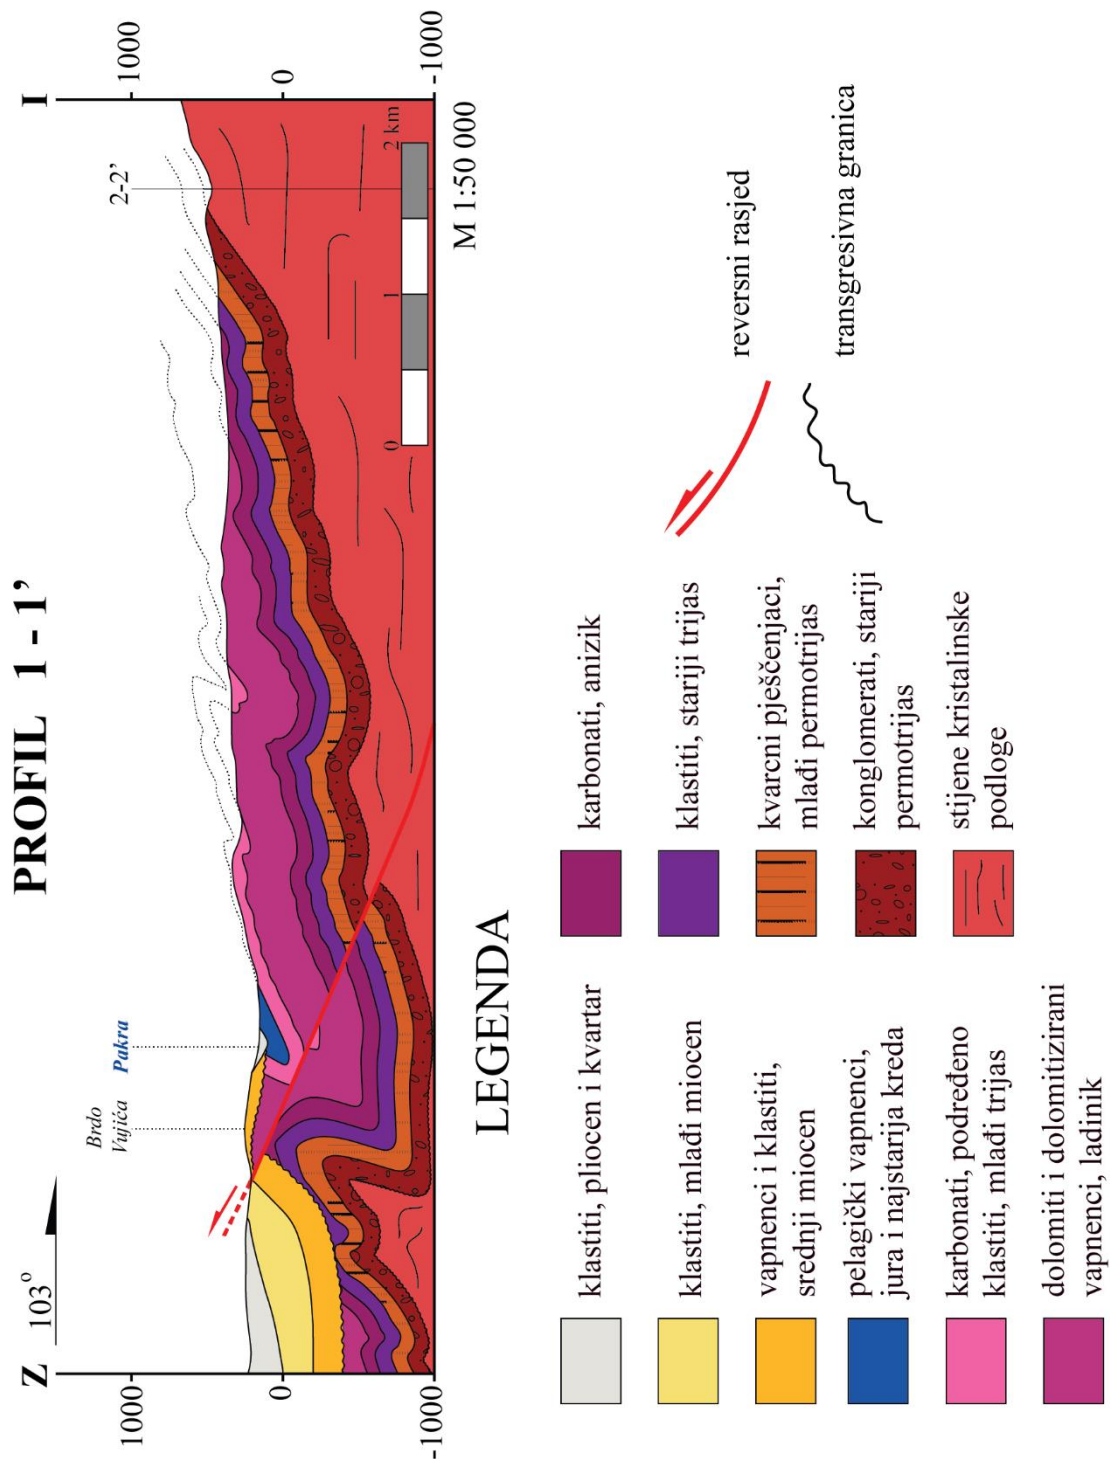 PROFIL 1 - 1'
Z
103°
I
Brdo
Vujića
Pakra
2-2'
1000
0
-1000
1000
0
-1000
0
1
2 km
M 1:50 000
LEGENDA
klastiti, pliocen i kvartar
klastiti, mlađi miocen
vapnenci i klastiti,
srednji miocen
pelagički vapnenci,
jura i najstarija kreda
karbonati, podređeno
klastiti, mlađi trijas
dolomiti i dolomitizirani
vapnenci, ladinik
karbonati, anizik
klastiti, stariji trijas
kvarcni pješčenjaci,
mlađi permotrijas
konglomerati, stariji
permotrijas
stijene kristalinske
podloge
reversni rasjed
transgresivna granica